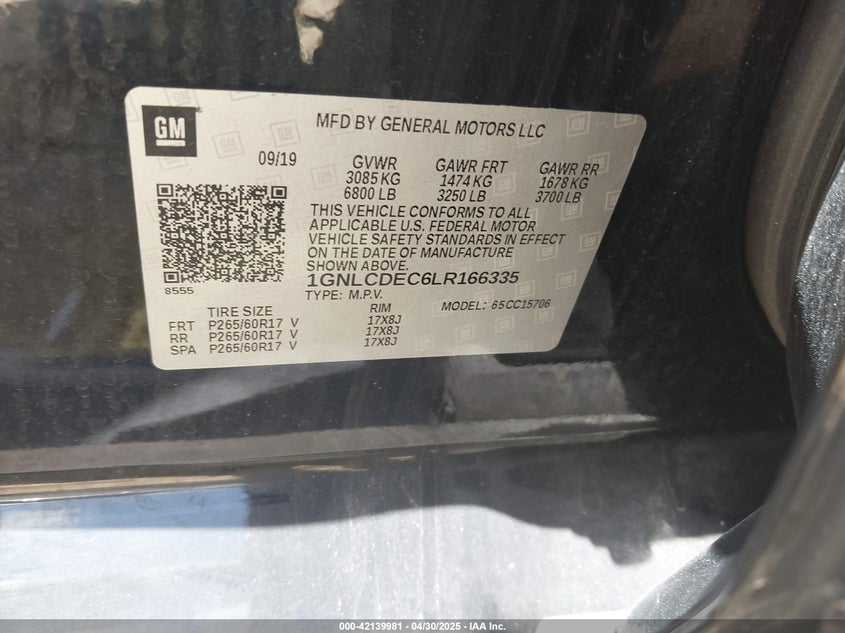 GM
MFD BY GENERAL MOTORS LLC
09/19 GVWR GAWR FRT GAWR RR
3085 KG 1474 KG 1678 KG
6800 LB 3250 LB 3700 LB
THIS VEHICLE CONFORMS TO ALL
APPLICABLE U.S. FEDERAL MOTOR
VEHICLE SAFETY STANDARDS IN EFFECT
ON THE DATE OF MANUFACTURE
SHOWN ABOVE.
8555
1GNLCDEC6LR166335
TYPE: M.P.V. MODEL: 65CC15706
TIRE SIZE RIM
FRT P265/60R17 V 17X8J
RR P265/60R17 V 17X8J
SPA P265/60R17 V 17X8J
000-42139981 - 04/30/2025 - IAA Inc.